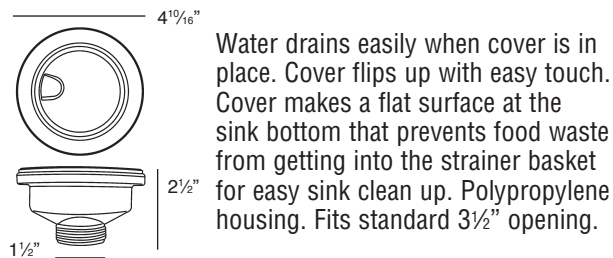 4 10/16”
Water drains easily when cover is in
place. Cover flips up with easy touch.
Cover makes a flat surface at the
sink bottom that prevents food waste
from getting into the strainer basket
for easy sink clean up. Polypropylene
housing. Fits standard 3½” opening.
2½”
1½”